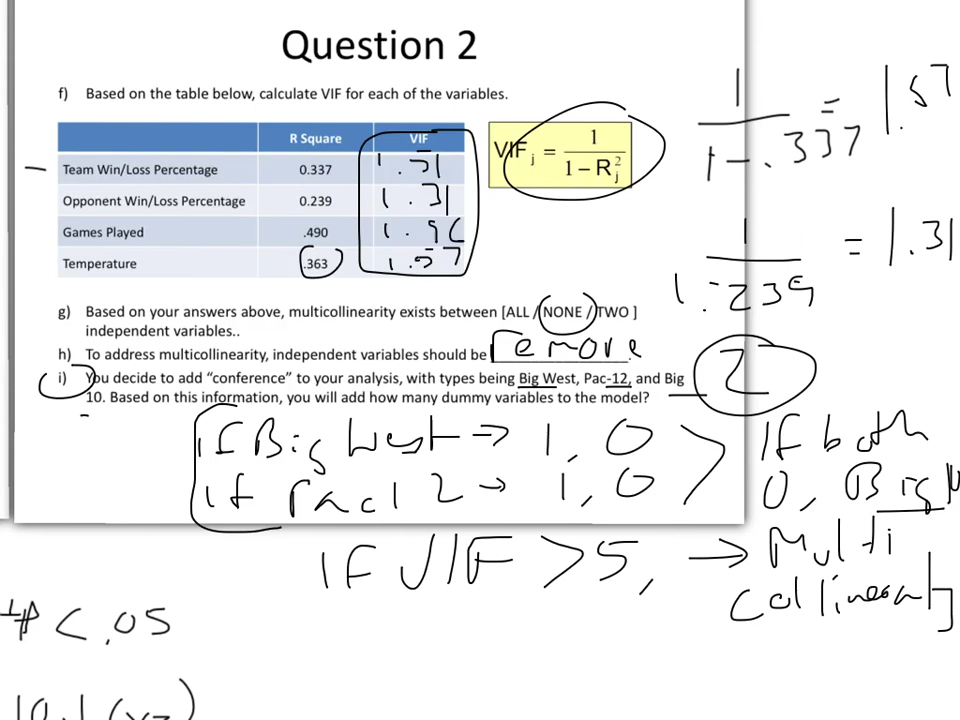 Question 2
f) Based on the table below, calculate VIF for each of the variables.
R Square VIF
Team Win/Loss Percentage 0.337 1.51
Opponent Win/Loss Percentage 0.239 1.31
Games Played .490 1.96
Temperature .363 1.57
VIF j = 1 / 1 – R²j
1 / 1-.337 = 1.57
1 / 1-.239 = 1.31
g) Based on your answers above, multicollinearity exists between [ALL / NONE / TWO ]
independent variables..
h) To address multicollinearity, independent variables should be remove
i) You decide to add “conference” to your analysis, with types being Big West, Pac-12, and Big
10. Based on this information, you will add how many dummy variables to the model? 2
if Big West → 1, 0
if Pac12 → 1, 0
> If both
0, Big
IF VIF > 5, → Multi
collinearity
< .05